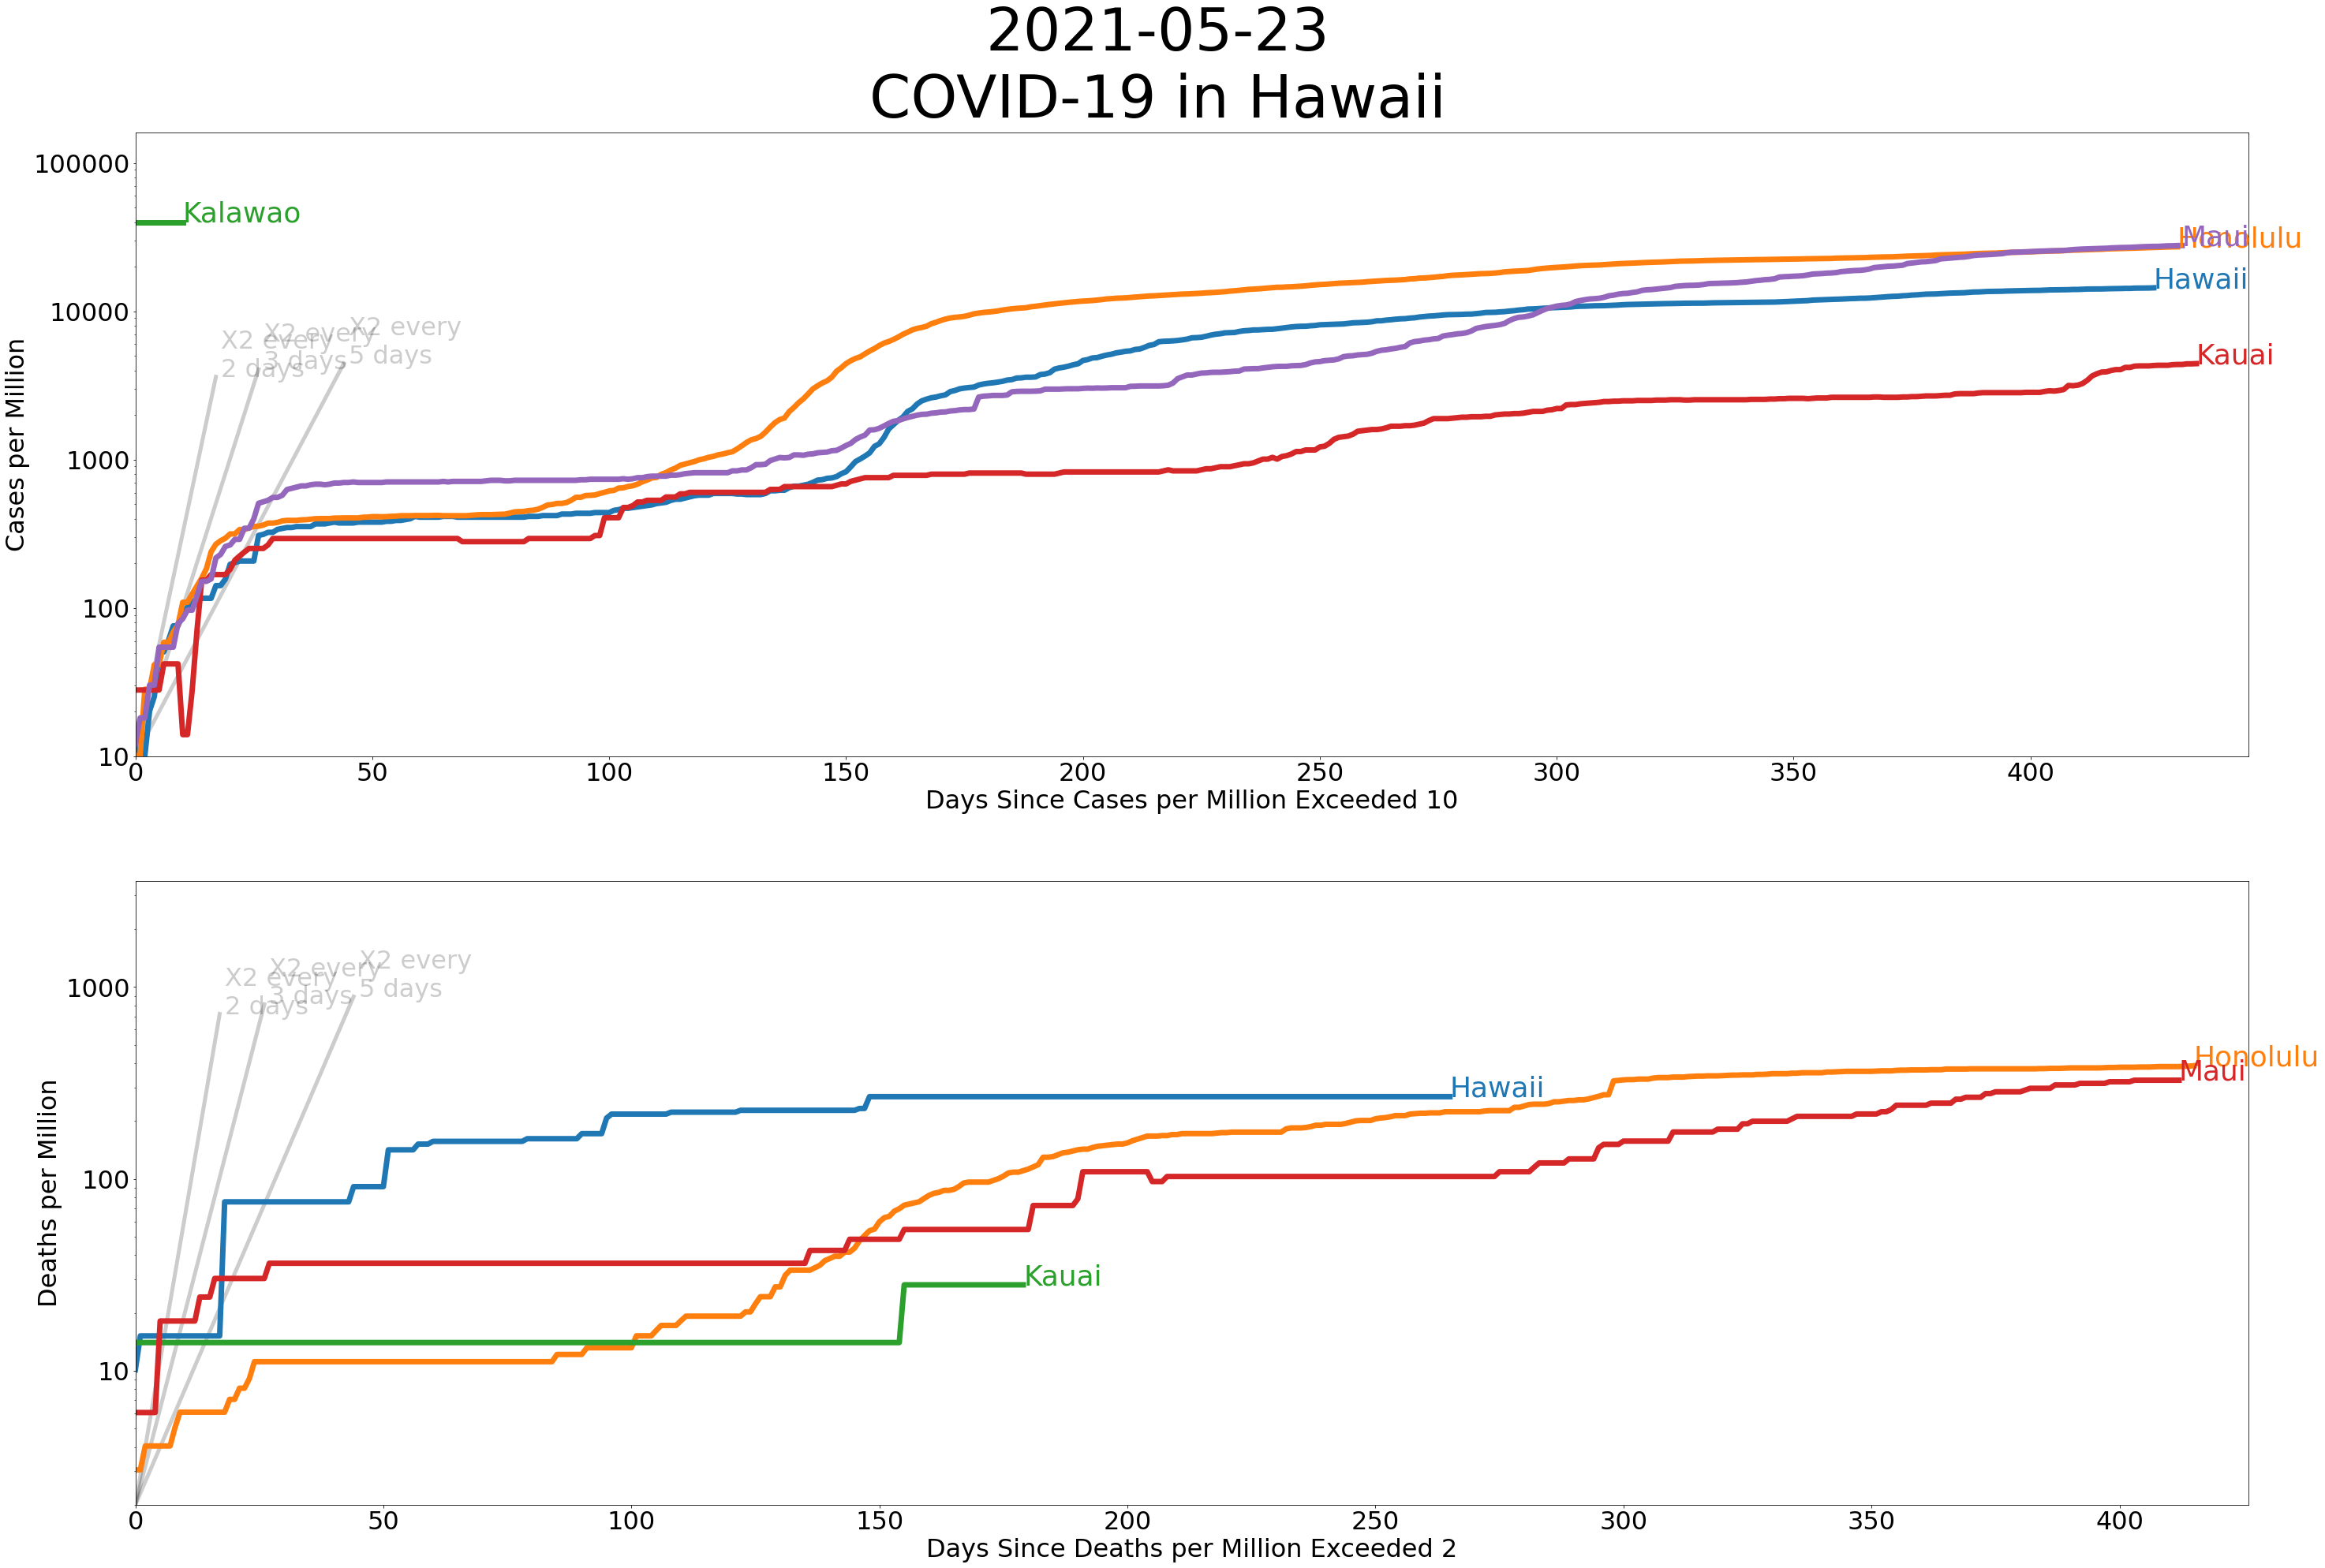 2021-05-23
COVID-19 in Hawaii
100000
10000
1000
100
10
Cases per Million
Kalawao
X2 every
2 days
X2 every
3 days
X2 every
5 days
Maui
Honolulu
Hawaii
Kauai
0 50 100 150 200 250 300 350 400
Days Since Cases per Million Exceeded 10
1000
100
10
Deaths per Million
X2 every
2 days
X2 every
3 days
X2 every
5 days
Honolulu
Maui
Hawaii
Kauai
0 50 100 150 200 250 300 350 400
Days Since Deaths per Million Exceeded 2